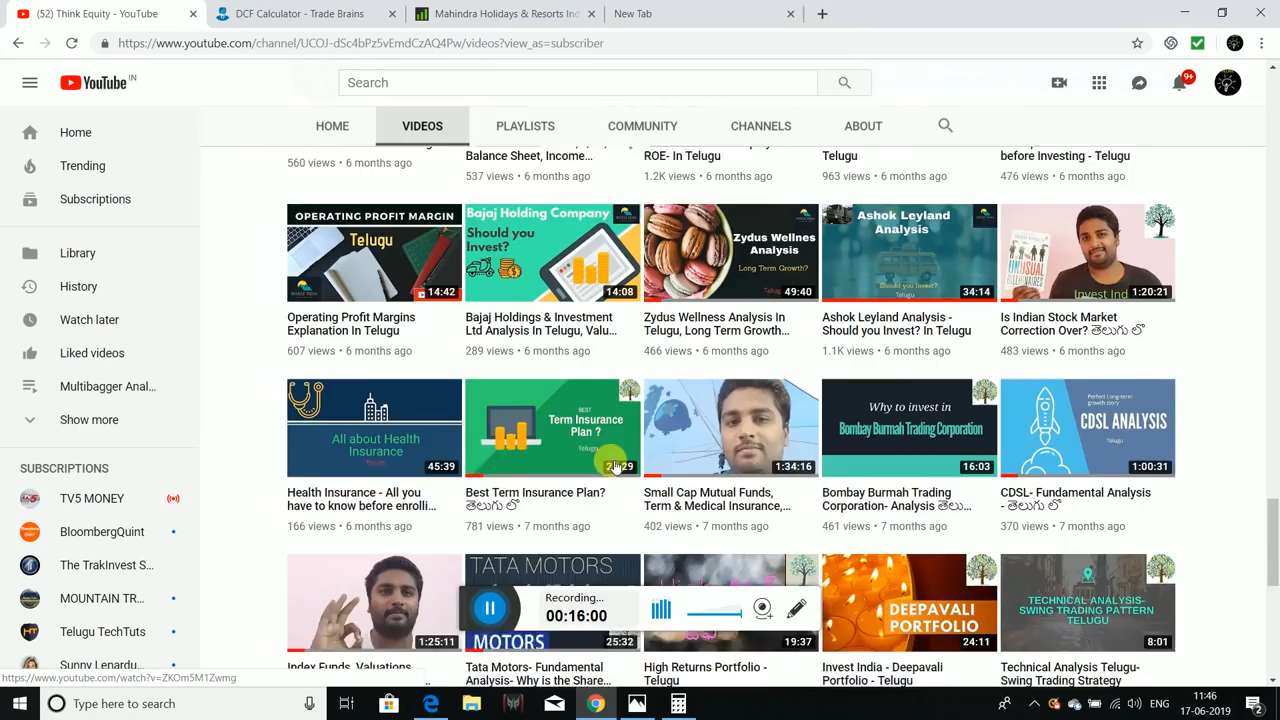 (52) Think Equity - YouTube
DCF Calculator - Trade Brains
Mahindra Holidays & Resorts Ind
New Tab
https://www.youtube.com/channel/UCOJ-dSc4bPz5vEmdCzAQ4Pw/videos?view_as=subscriber
YouTube IN
Search
9+
HOME
VIDEOS
PLAYLISTS
COMMUNITY
CHANNELS
ABOUT
Home
Trending
Subscriptions
Library
History
Watch later
Liked videos
Multibagger Anal...
Show more
SUBSCRIPTIONS
TV5 MONEY
BloombergQuint
The TrakInvest S...
MOUNTAIN TR...
Telugu TechTuts
Sunny Lenardu...
560 views • 6 months ago
Balance Sheet, Income...
537 views • 6 months ago
ROE- In Telugu
1.2K views • 6 months ago
Telugu
963 views • 6 months ago
before Investing - Telugu
476 views • 6 months ago
OPERATING PROFIT MARGIN
Telugu
14:42
Operating Profit Margins
Explanation In Telugu
607 views • 6 months ago
Bajaj Holding Company
Should you
Invest?
14:08
Bajaj Holdings & Investment
Ltd Analysis In Telugu, Valu...
289 views • 6 months ago
Zydus Wellnes
Analysis
Long Term Growth?
Telugu
49:40
Zydus Wellness Analysis In
Telugu, Long Term Growth...
466 views • 6 months ago
Ashok Leyland
Analysis
Should you Invest?
Telugu
34:14
Ashok Leyland Analysis -
Should you Invest? In Telugu
1.1K views • 6 months ago
Invest Ind
1:20:21
Is Indian Stock Market
Correction Over? తెలుగు లో
483 views • 6 months ago
All about Health
Insurance
45:39
Health Insurance - All you
have to know before enrolli...
166 views • 6 months ago
BEST
Term Insurance
Plan ?
Telugu
Best Term Insurance Plan?
తెలుగు లో
781 views • 7 months ago
1:34:16
Small Cap Mutual Funds,
Term & Medical Insurance,...
402 views • 7 months ago
Why to invest in
Bombay Burmah Trading Corporation
16:03
Bombay Burmah Trading
Corporation- Analysis తెలు...
461 views • 7 months ago
Perfect Long-term
growth story
CDSL ANALYSIS
Telugu
1:00:31
CDSL- Fundamental Analysis
- తెలుగు లో
370 views • 7 months ago
1:25:11
Index Funds, Valuations
TATA MOTORS
MOTORS
25:32
Tata Motors- Fundamental
Analysis- Why is the Share...
19:37
High Returns Portfolio -
Telugu
DEEPAVALI
PORTFOLIO
24:11
Invest India - Deepavali
Portfolio - Telugu
TECHNICAL ANALYSIS-
SWING TRADING PATTERN
TELUGU
8:01
Technical Analysis Telugu-
Swing Trading Strategy
Recording...
00:16:00
https://www.youtube.com/watch?v=ZKOm5M1Zwmg
Type here to search
ENG
11:46
17-06-2019
2